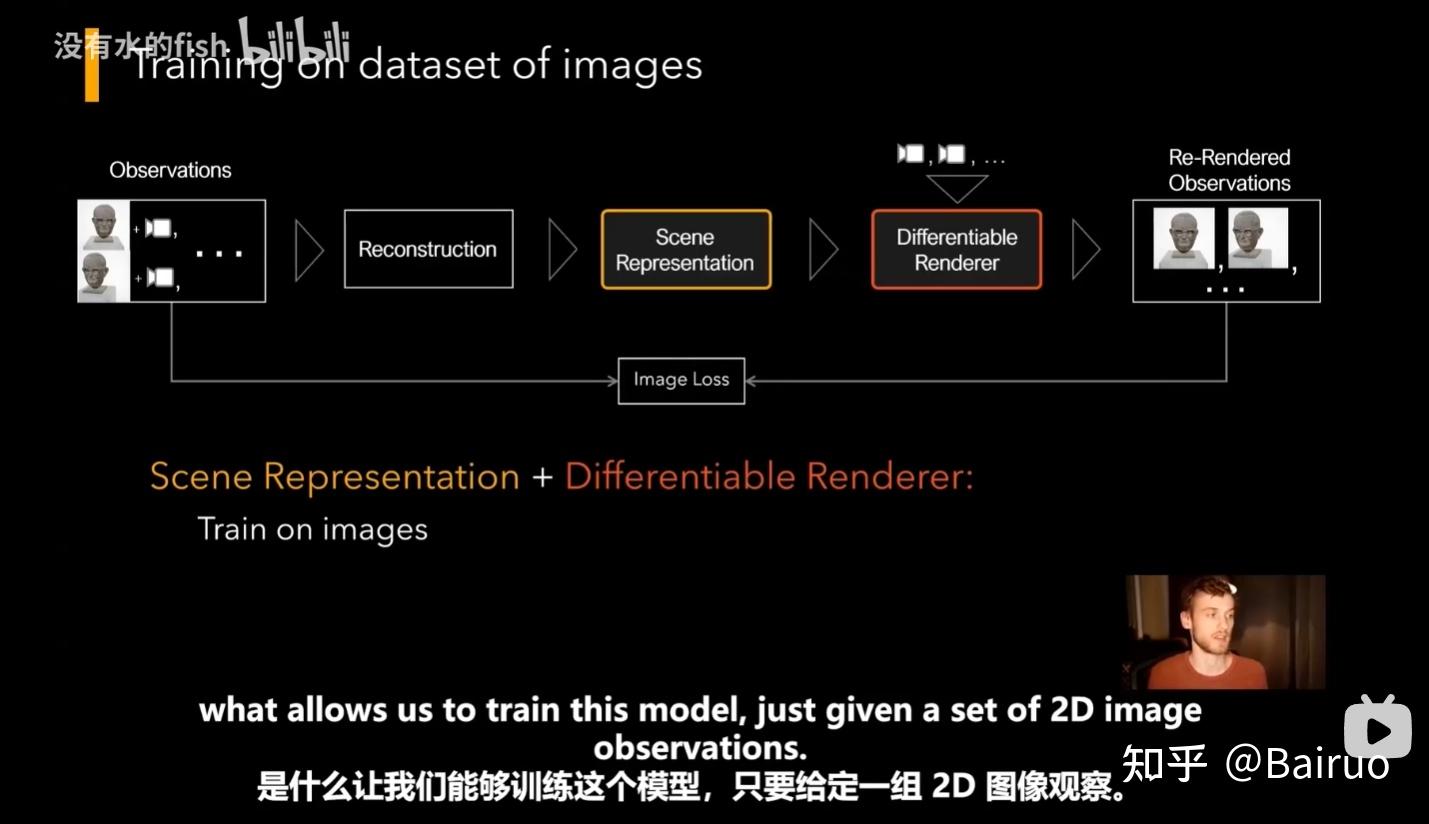 没有水的fish bilibili
Training on dataset of images
Observations
+ ,
+ ,
...
Reconstruction
Scene
Representation
, , ...
Differentiable
Renderer
Re-Rendered
Observations
, ,
...
Image Loss
Scene Representation + Differentiable Renderer:
Train on images
what allows us to train this model, just given a set of 2D image
observations.
是什么让我们能够训练这个模型，只要给定一组 2D 图像观察。
知乎 @Bairuo